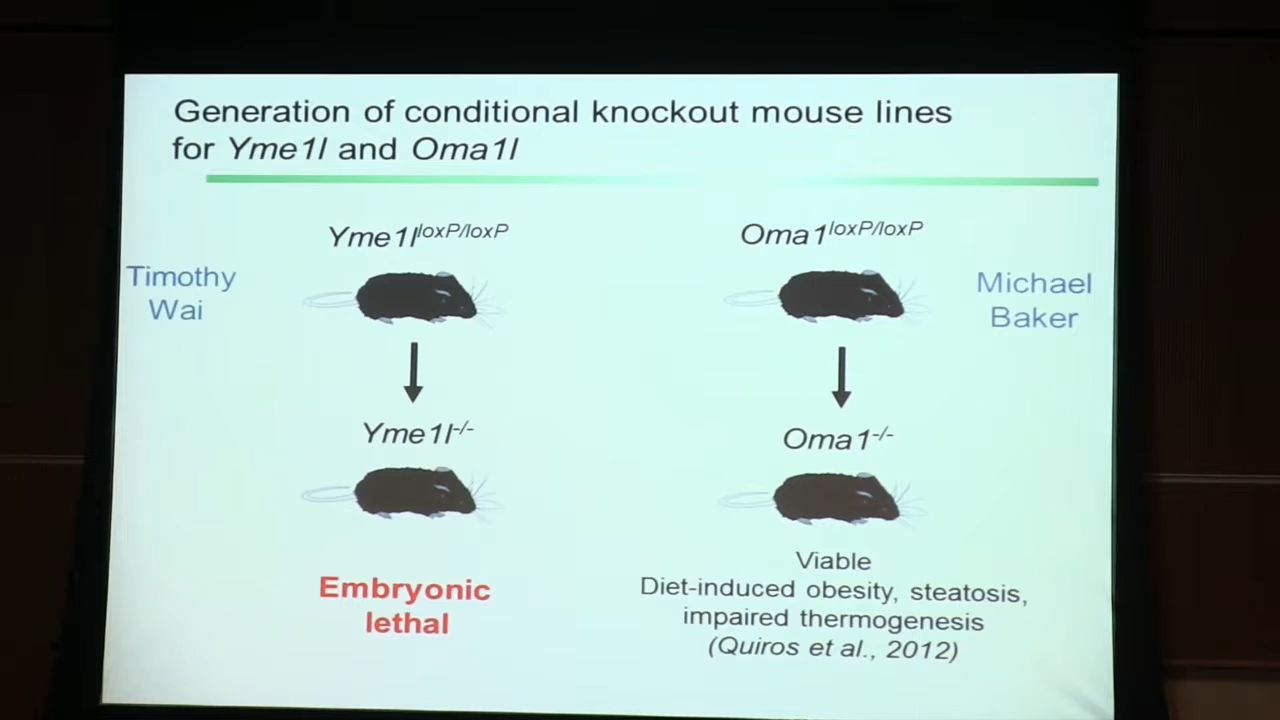 Generation of conditional knockout mouse lines
for Yme1l and Oma1l
Yme1l loxP/loxP
Oma1 loxP/loxP
Timothy
Wai
Michael
Baker
Yme1l-/-
Oma1-/-
Embryonic
lethal
Viable
Diet-induced obesity, steatosis,
impaired thermogenesis
(Quiros et al., 2012)